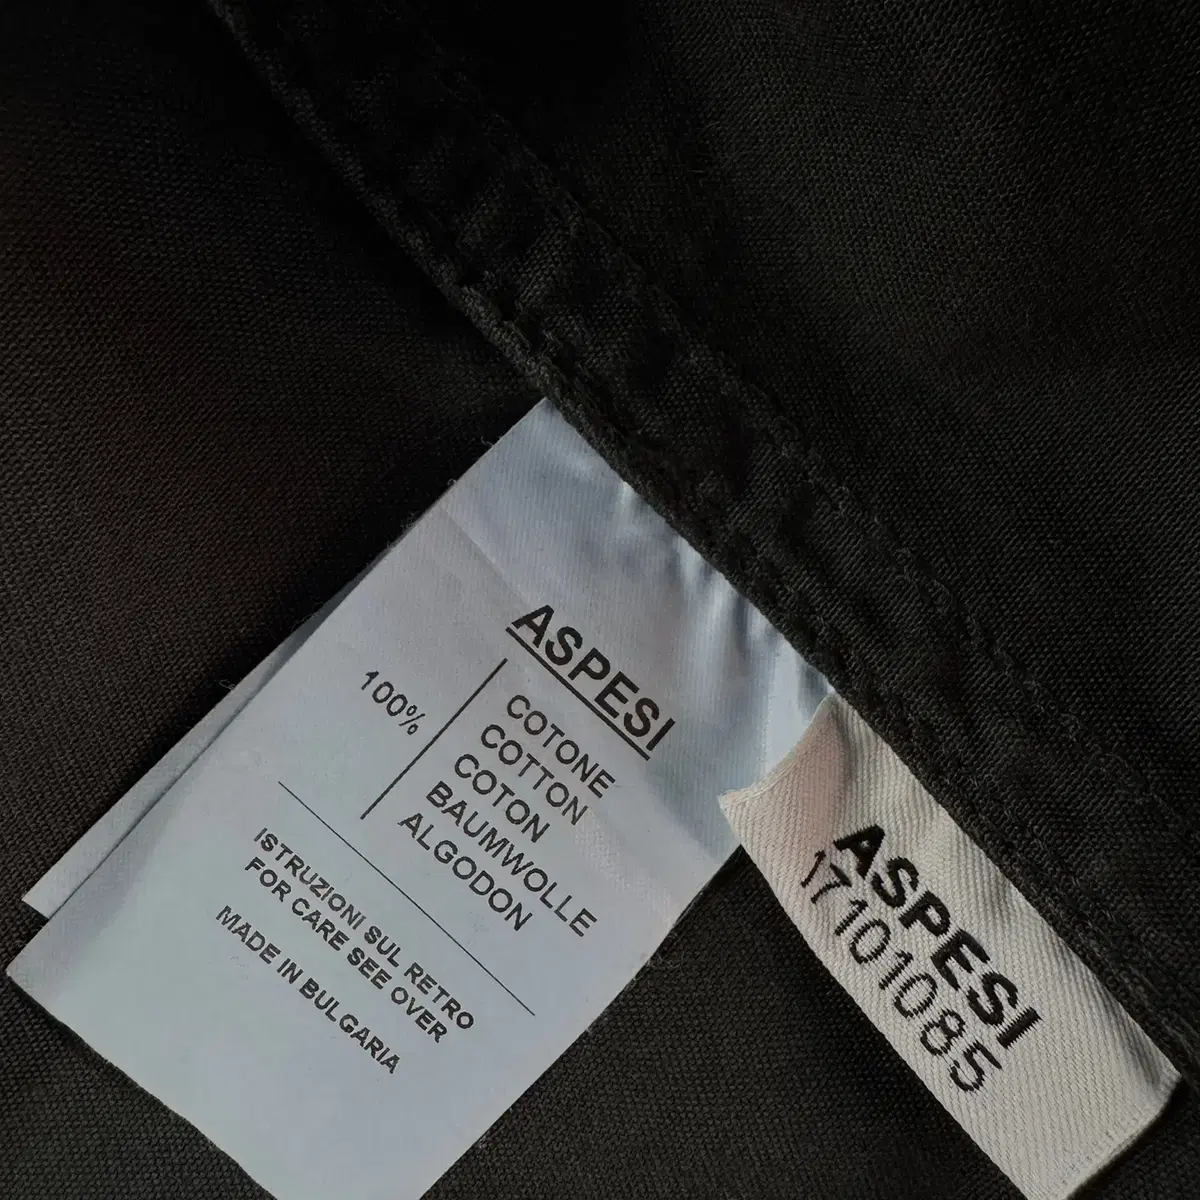 ASPESI
100%
COTONE
COTTON
COTON
BAUMWOLLE
ALGODON
ISTRUZIONI SUL RETRO
FOR CARE SEE OVER
MADE IN BULGARIA
ASPESI
17101085